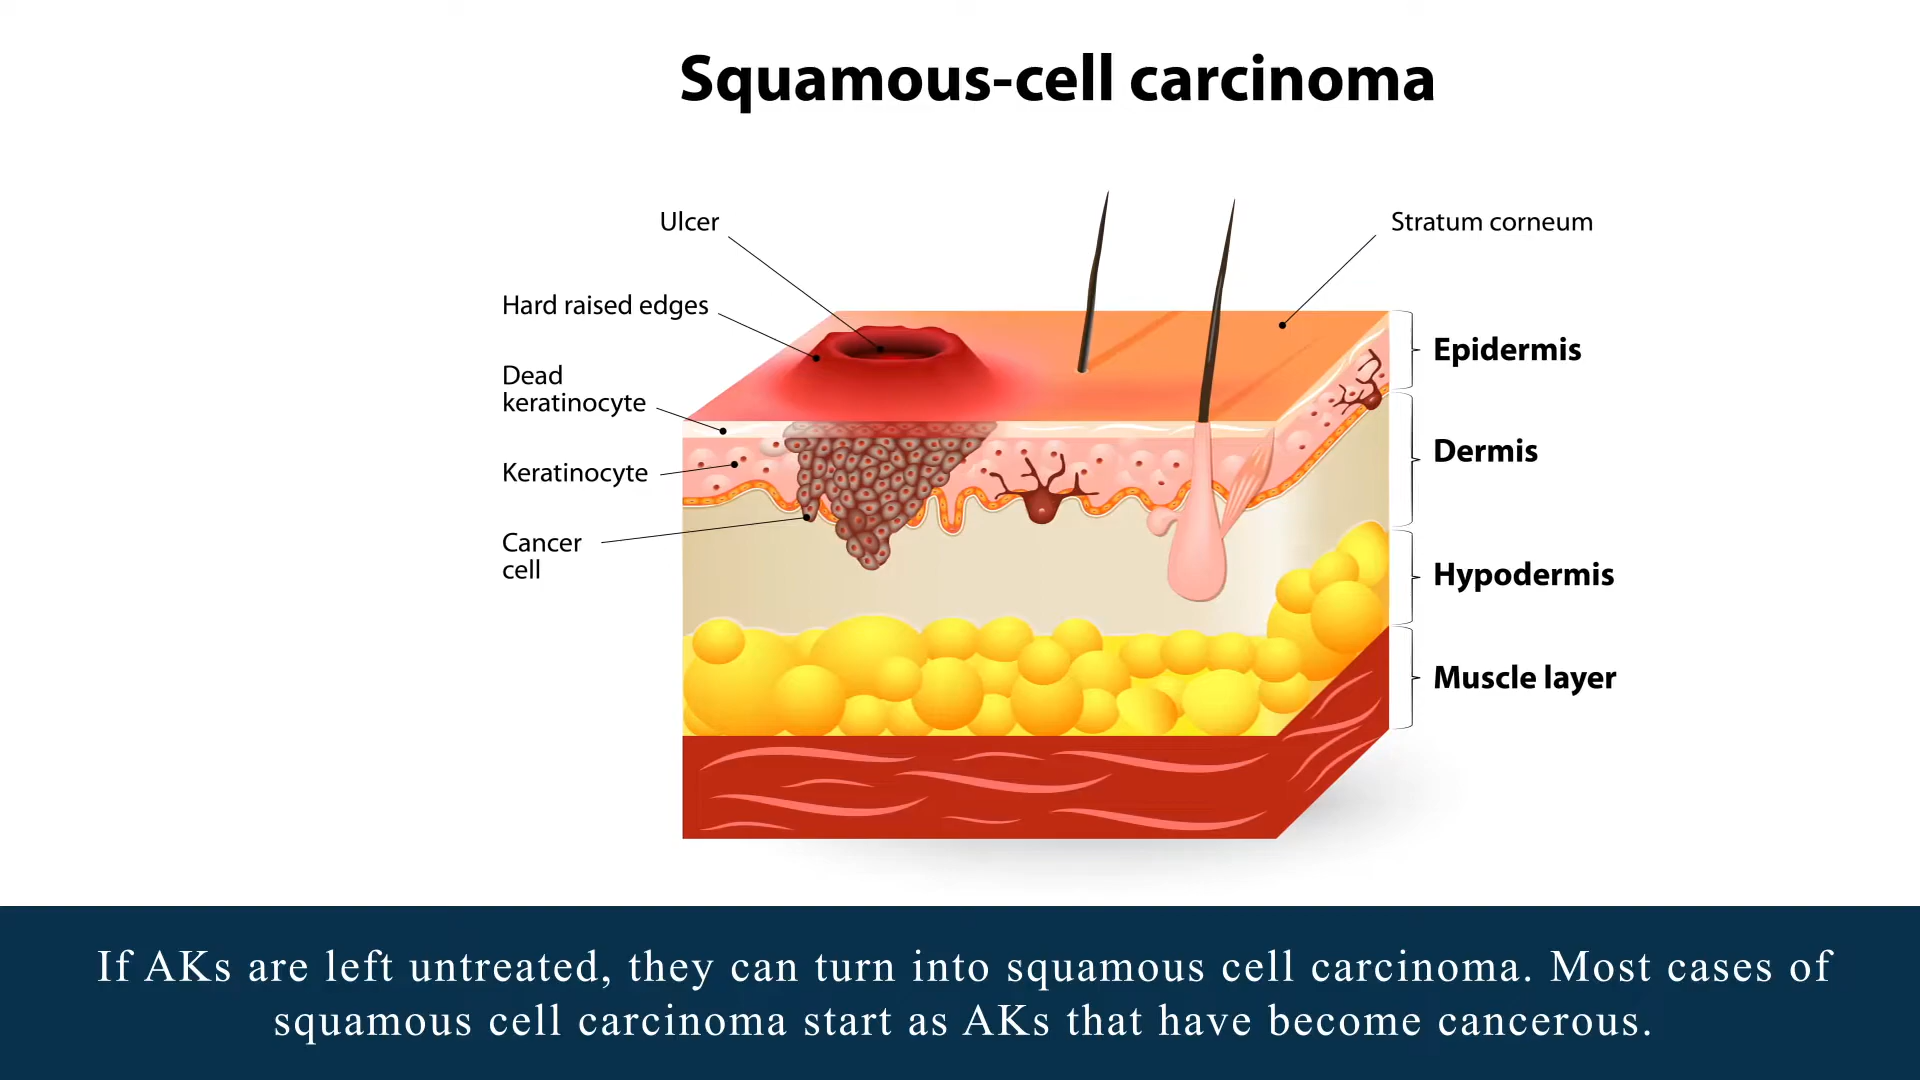 Squamous-cell carcinoma
Ulcer
Stratum corneum
Hard raised edges
Epidermis
Dead
keratinocyte
Dermis
Keratinocyte
Cancer
cell
Hypodermis
Muscle layer
If AKs are left untreated, they can turn into squamous cell carcinoma. Most cases of
squamous cell carcinoma start as AKs that have become cancerous.